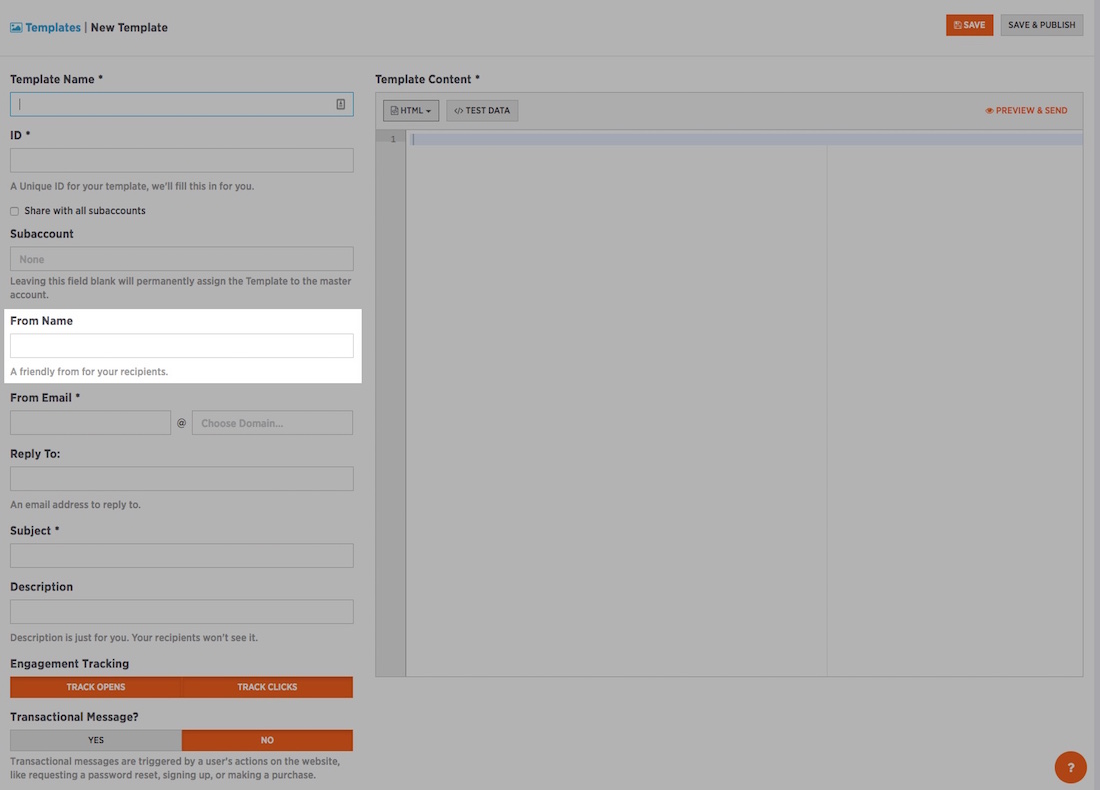 Templates | New Template
SAVE
SAVE & PUBLISH
Template Name *
ID *
A Unique ID for your template, we'll fill this in for you.
Share with all subaccounts
Subaccount
None
Leaving this field blank will permanently assign the Template to the master
account.
From Name
A friendly from for your recipients.
From Email *
@
Choose Domain...
Reply To:
An email address to reply to.
Subject *
Description
Description is just for you. Your recipients won't see it.
Engagement Tracking
TRACK OPENS
TRACK CLICKS
Transactional Message?
YES
NO
Transactional messages are triggered by a user's actions on the website,
like requesting a password reset, signing up, or making a purchase.
Template Content *
HTML
</> TEST DATA
PREVIEW & SEND
1
?